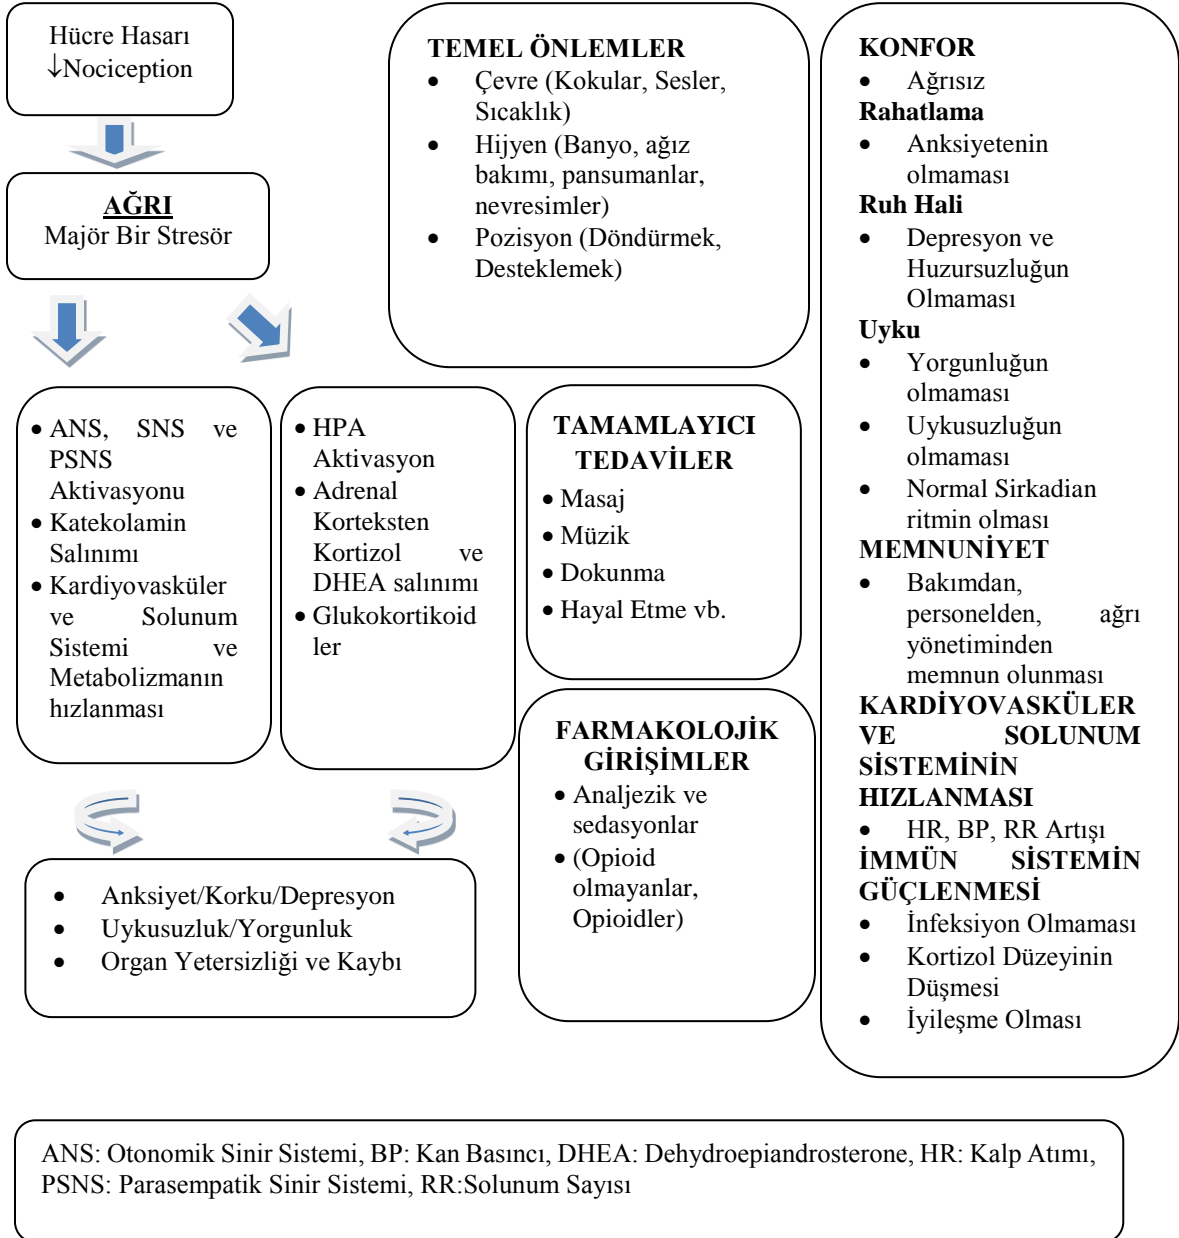 Hücre Hasarı
↓Nociception
AĞRI
Majör Bir Stresör
• ANS, SNS ve
PSNS
Aktivasyonu
• Katekolamin
Salınımı
• Kardiyovasküler
ve Solunum
Sistemi ve
Metabolizmanın
hızlanması
• HPA
Aktivasyon
• Adrenal
Korteksten
Kortizol ve
DHEA salınımı
• Glukokortikoid
ler
• Anksiyet/Korku/Depresyon
• Uykusuzluk/Yorgunluk
• Organ Yetersizliği ve Kaybı
TEMEL ÖNLEMLER
• Çevre (Kokular, Sesler,
Sıcaklık)
• Hijyen (Banyo, ağız
bakımı, pansumanlar,
nevresimler)
• Pozisyon (Döndürmek,
Desteklemek)
TAMAMLAYICI
TEDAVİLER
• Masaj
• Müzik
• Dokunma
• Hayal Etme vb.
FARMAKOLOJİK
GİRİŞİMLER
• Analjezik ve
sedasyonlar
• (Opioid
olmayanlar,
Opioidler)
KONFOR
• Ağrısız
Rahatlama
• Anksiyetenin
olmaması
Ruh Hali
• Depresyon ve
Huzursuzluğun
Olmaması
Uyku
• Yorgunluğun
olmaması
• Uykusuzluğun
olmaması
• Normal Sirkadian
ritmin olması
MEMNUNİYET
• Bakımdan,
personelden, ağrı
yönetiminden
memnun olunması
KARDİYOVASKÜLER
VE SOLUNUM
SİSTEMİNİN
HIZLANMASI
• HR, BP, RR Artışı
İMMÜN SİSTEMİN
GÜÇLENMESİ
• İnfeksiyon Olmaması
• Kortizol Düzeyinin
Düşmesi
• İyileşme Olması
ANS: Otonomik Sinir Sistemi, BP: Kan Basıncı, DHEA: Dehydroepiandrosterone, HR: Kalp Atımı,
PSNS: Parasempatik Sinir Sistemi, RR:Solunum Sayısı